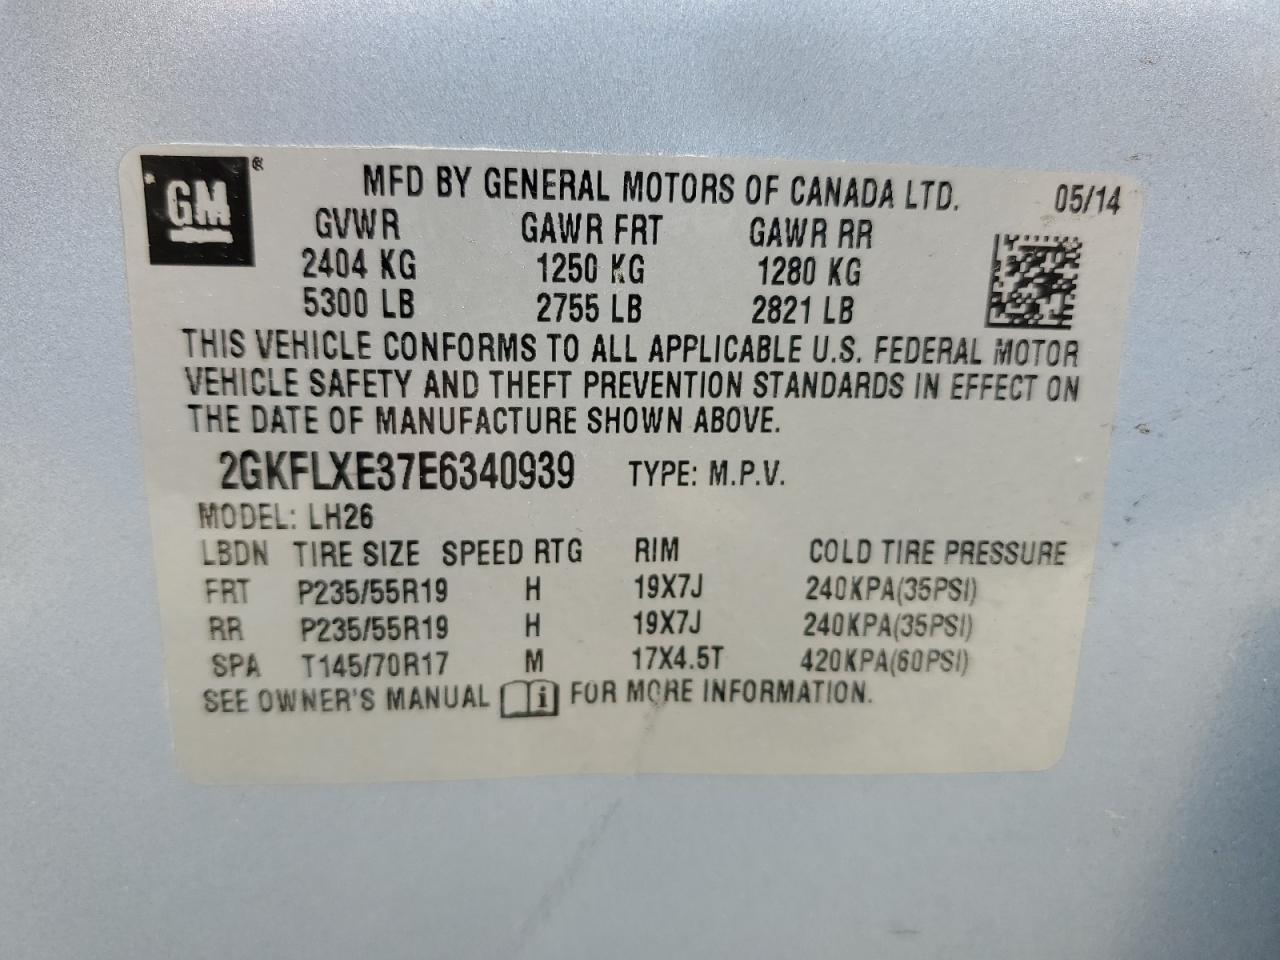 GM ®
MFD BY GENERAL MOTORS OF CANADA LTD. 05/14
GVWR GAWR FRT GAWR RR
2404 KG 1250 KG 1280 KG
5300 LB 2755 LB 2821 LB
THIS VEHICLE CONFORMS TO ALL APPLICABLE U.S. FEDERAL MOTOR
VEHICLE SAFETY AND THEFT PREVENTION STANDARDS IN EFFECT ON
THE DATE OF MANUFACTURE SHOWN ABOVE.
2GKFLXE37E6340939 TYPE: M.P.V.
MODEL: LH26
LBDN TIRE SIZE SPEED RTG RIM COLD TIRE PRESSURE
FRT P235/55R19 H 19X7J 240KPA(35PSI)
RR P235/55R19 H 19X7J 240KPA(35PSI)
SPA T145/70R17 M 17X4.5T 420KPA(60PSI)
SEE OWNER'S MANUAL i FOR MORE INFORMATION.